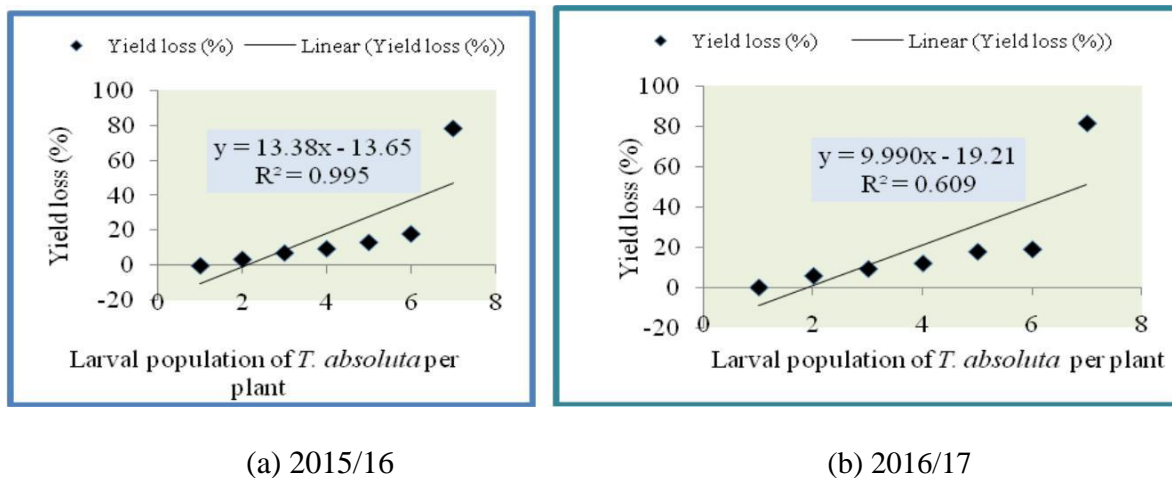 Yield loss (%) Linear (Yield loss (%))
100
80
60
40
20
0
-20
Yield loss (%)
y = 13.38x - 13.65
R² = 0.995
0 2 4 6 8
Larval population of T. absoluta per
plant
(a) 2015/16
Yield loss (%) Linear (Yield loss (%))
100
80
60
40
20
0
-20
Yield loss (%)
y = 9.990x - 19.21
R² = 0.609
0 2 4 6 8
Larval population of T. absoluta per plant
(b) 2016/17